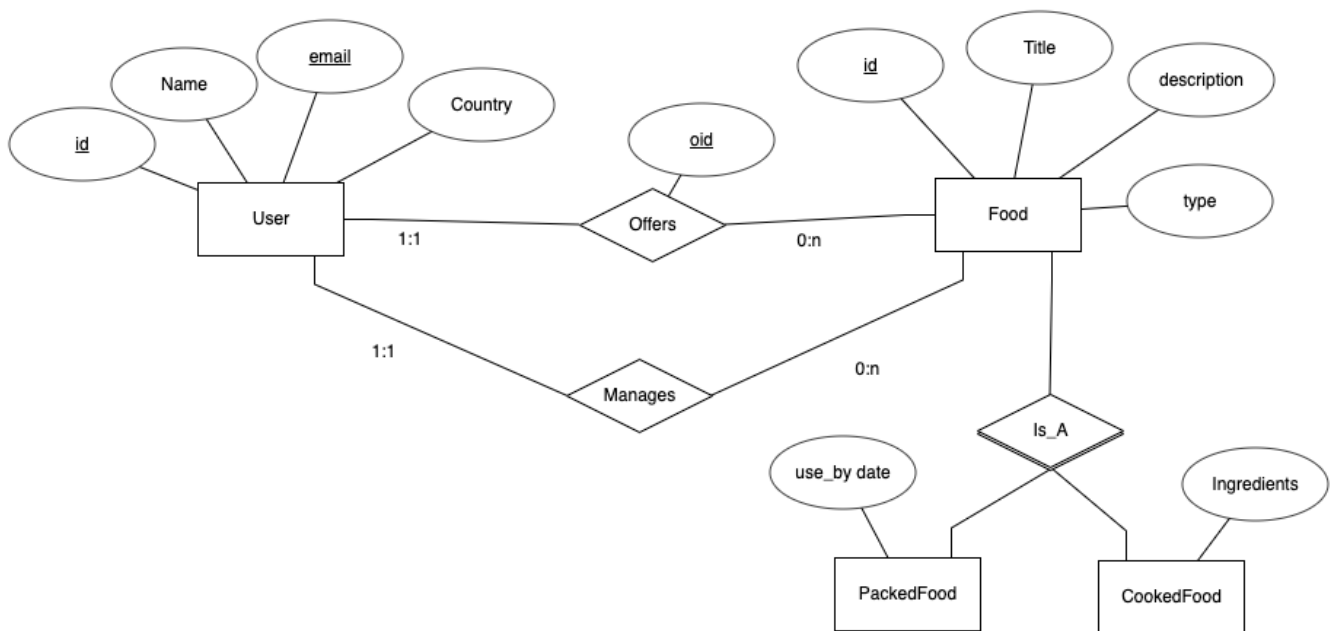 email
Name
Country
id
User
1:1
oid
Offers
0:n
id
Title
description
type
Food
1:1
Manages
0:n
Is_A
use_by date
Ingredients
PackedFood
CookedFood